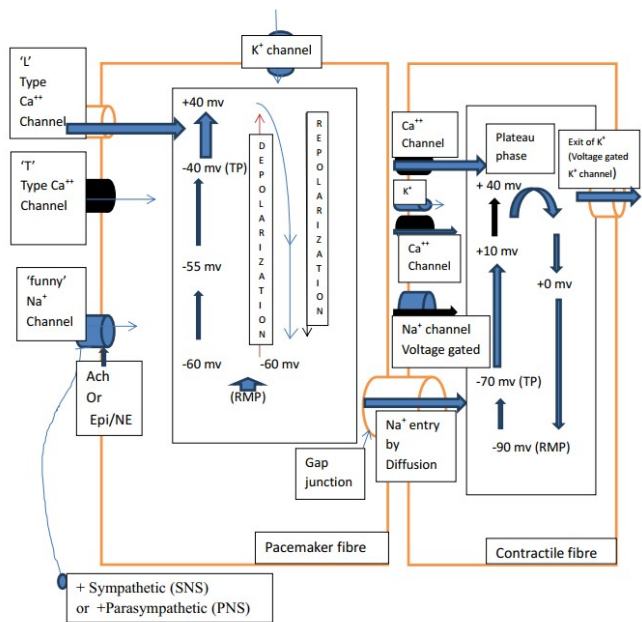 'L'
Type
Ca++
Channel
'T'
Type Ca++
Channel
'funny'
Na+
Channel
Ach
Or
Epi/NE
+ Sympathetic (SNS)
or +Parasympathetic (PNS)
K+ channel
+40 mv
-40 mv (TP)
-55 mv
-60 mv
DEPOLARIZATION
-60 mv
(RMP)
REPOLARIZATION
Gap
junction
Pacemaker fibre
Ca++
Channel
K+
Ca++
Channel
Na+ channel
Voltage gated
Na+ entry
by
Diffusion
Plateau
phase
+ 40 mv
+10 mv
-70 mv (TP)
-90 mv (RMP)
+0 mv
Exit of K+
(Voltage gated
K+ channel)
Contractile fibre